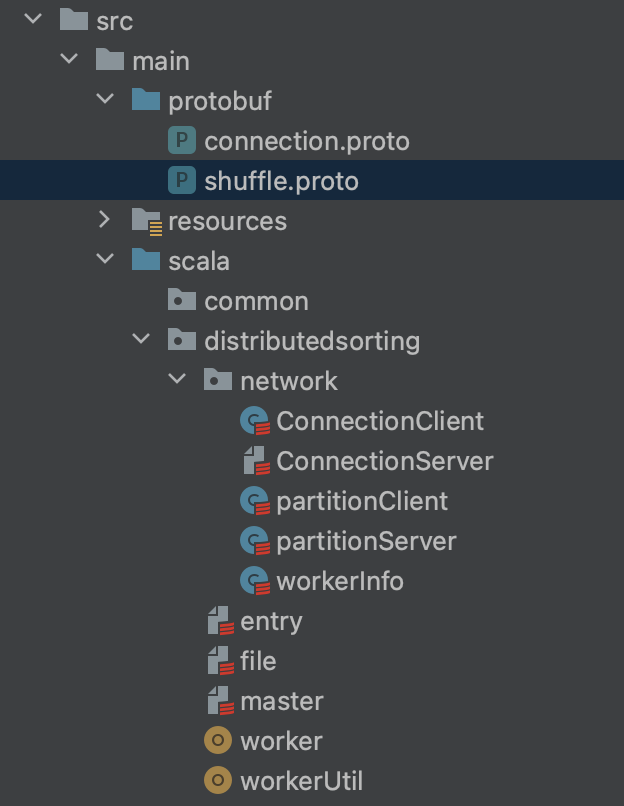 src
main
protobuf
P connection.proto
P shuffle.proto
resources
scala
common
distributedsorting
network
C ConnectionClient
ConnectionServer
C partitionClient
C partitionServer
C workerInfo
entry
file
master
O worker
O workerUtil